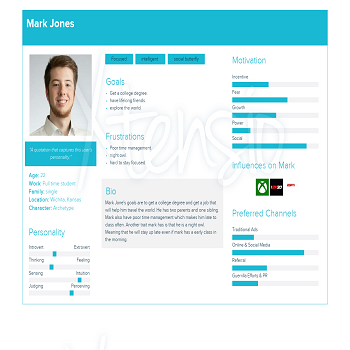 Mark Jones
"A quotation that captures this user's
personality."
Age: 22
Work: Full time student
Family: single
Location: Wichita, Kansas
Character: Archetype
Personality
Introvert Extrovert
Thinking Feeling
Sensing Intuition
Judging Perceiving
Focused intelligent social butterfly
Goals
Get a college degree
have lifelong friends
explore the world
Frustrations
Poor time management.
night owl
Hard to stay focused
Bio
Mark Jone's goals are to get a college degree and get a job that
will help him travel the world. He has two parents and one sibling.
Mark also have poor time management which makes him late to
class often. Another bad mark has is that he is a night owl.
Meaning that he will stay up late even if mark has a early class in
the morning.
Motivation
Incentive
Fear
Growth
Power
Social
Influences on Mark
XBOX
ESPN
Preferred Channels
Traditional Ads
Online & Social Media
Referral
Guerrilla Efforts & PR
Xtensio